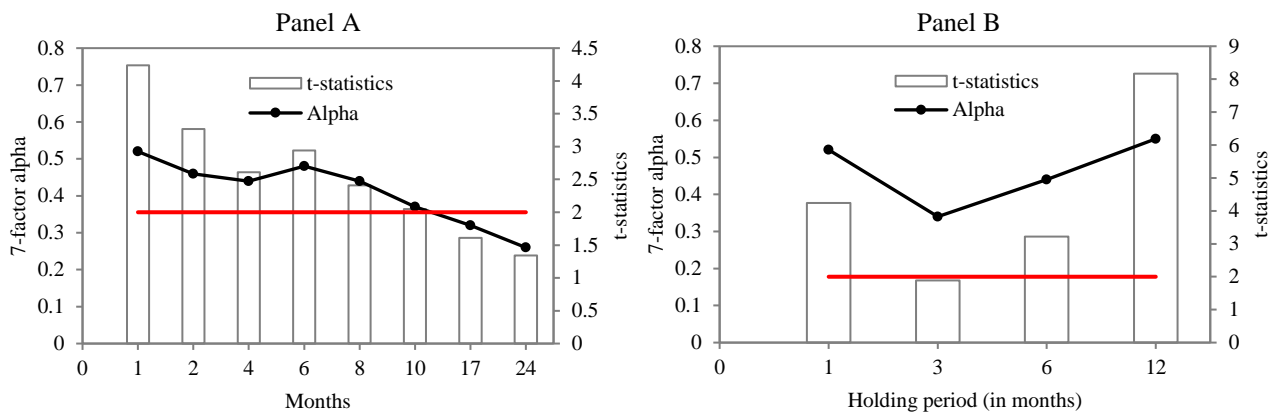 Panel A
0.8
0.7
0.6
0.5
0.4
0.3
0.2
0.1
0
7-factor alpha
4.5
4
3.5
3
2.5
2
1.5
1
0.5
0
t-statistics
t-statistics
Alpha
0 1 2 4 6 8 10 17 24
Months
Panel B
0.8
0.7
0.6
0.5
0.4
0.3
0.2
0.1
0
7-factor alpha
9
8
7
6
5
4
3
2
1
0
t-statistics
t-statistics
Alpha
0 1 3 6 12
Holding period (in months)